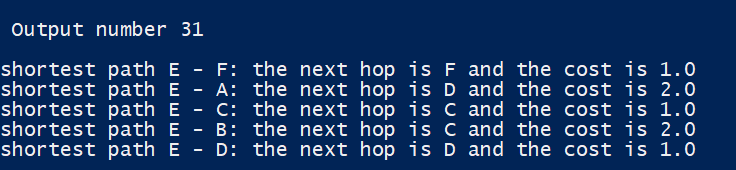 Output number 31
shortest path E - F: the next hop is F and the cost is 1.0
shortest path E - A: the next hop is D and the cost is 2.0
shortest path E - C: the next hop is C and the cost is 1.0
shortest path E - B: the next hop is C and the cost is 2.0
shortest path E - D: the next hop is D and the cost is 1.0